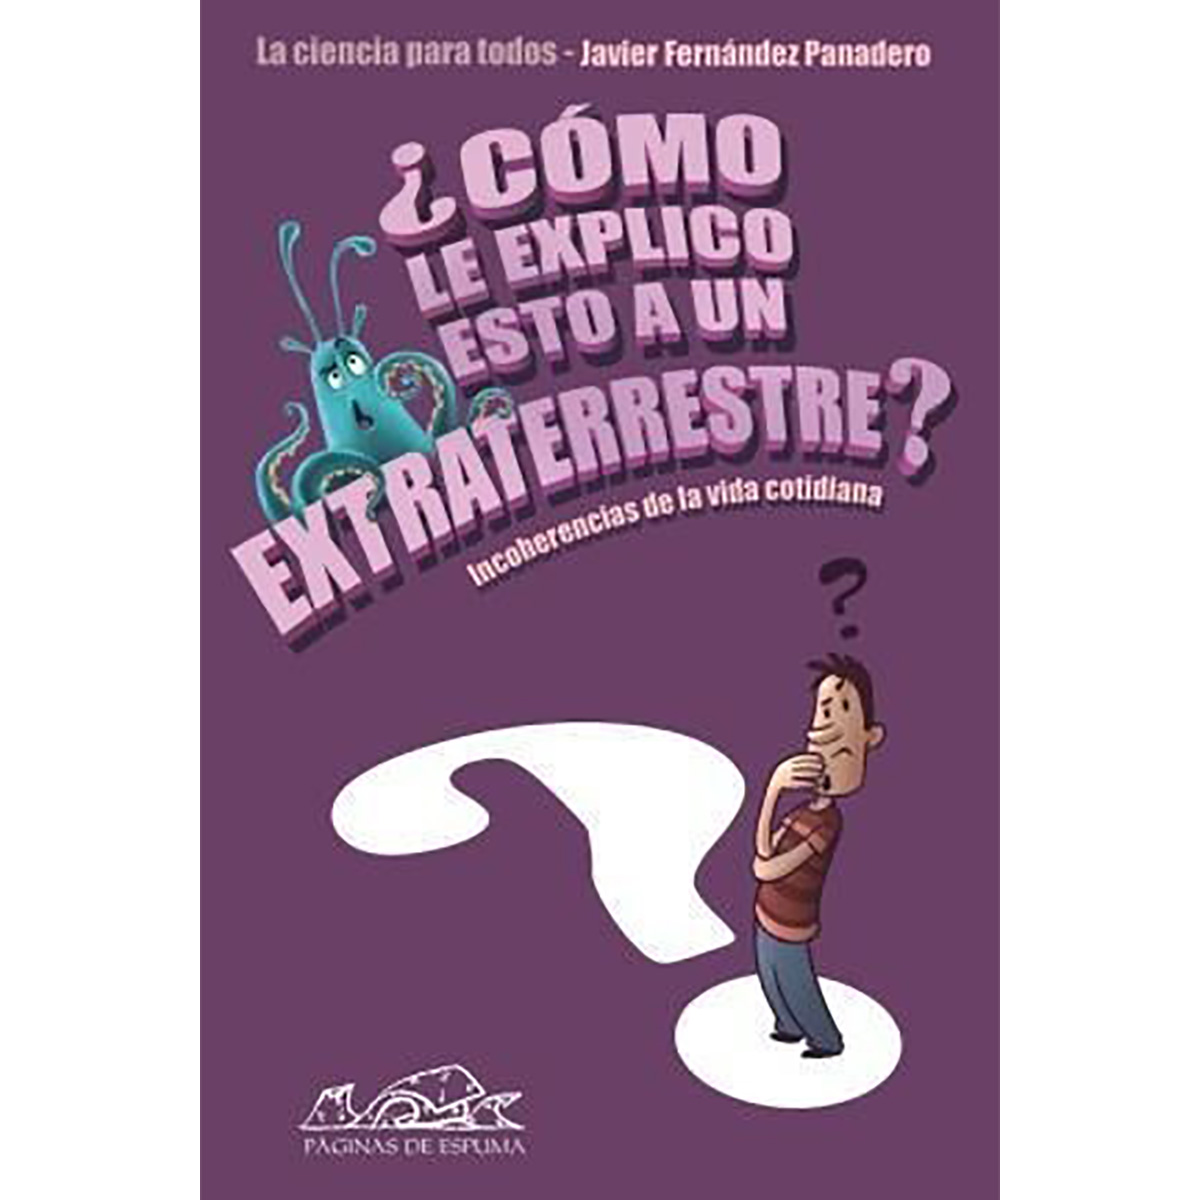 La ciencia para todos - Javier Fernández Panadero
¿CÓMO
LE EXPLICO
ESTO A UN
EXTRATERRESTRE?
Incoherencias de la vida cotidiana
?
PÁGINAS DE ESPUMA